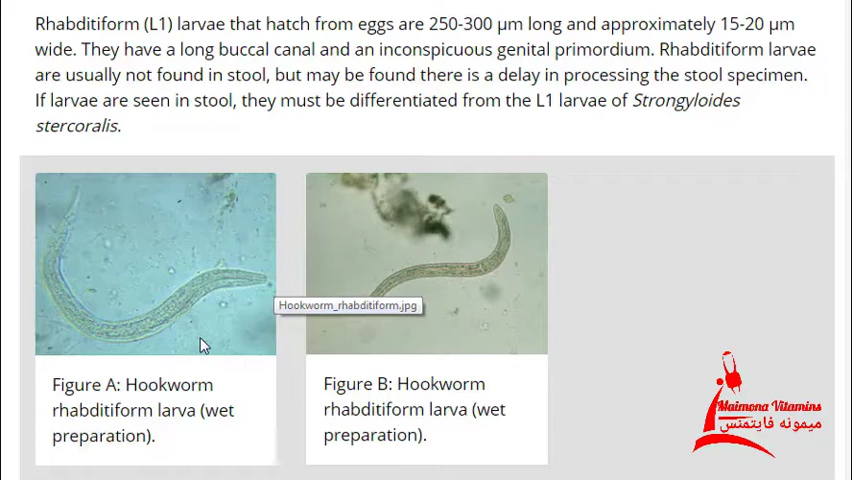 Rhabditiform (L1) larvae that hatch from eggs are 250-300 µm long and approximately 15-20 µm
wide. They have a long buccal canal and an inconspicuous genital primordium. Rhabditiform larvae
are usually not found in stool, but may be found there is a delay in processing the stool specimen.
If larvae are seen in stool, they must be differentiated from the L1 larvae of Strongyloides
stercoralis.
Hookworm_rhabditiform.jpg
Figure A: Hookworm
rhabditiform larva (wet
preparation).
Figure B: Hookworm
rhabditiform larva (wet
preparation).
Maimona Vitamins
میمونه فایتمنس